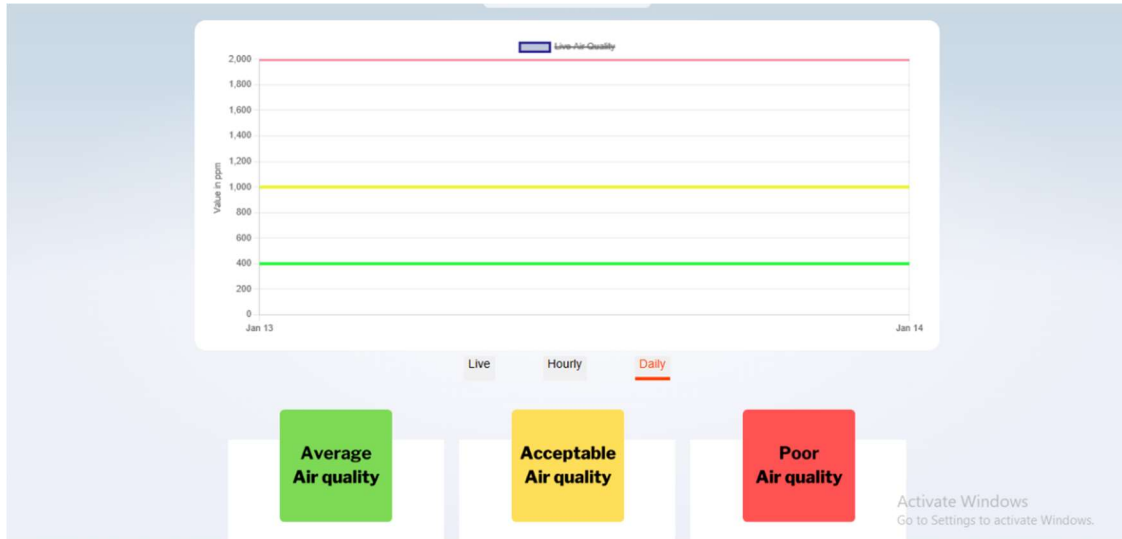 Live Air Quality
2,000
1,800
1,600
1,400
1,200
1,000
800
600
400
200
0
Value in ppm
Jan 13 Jan 14
Live Hourly Daily
Average
Air quality
Acceptable
Air quality
Poor
Air quality
Activate Windows
Go to Settings to activate Windows.